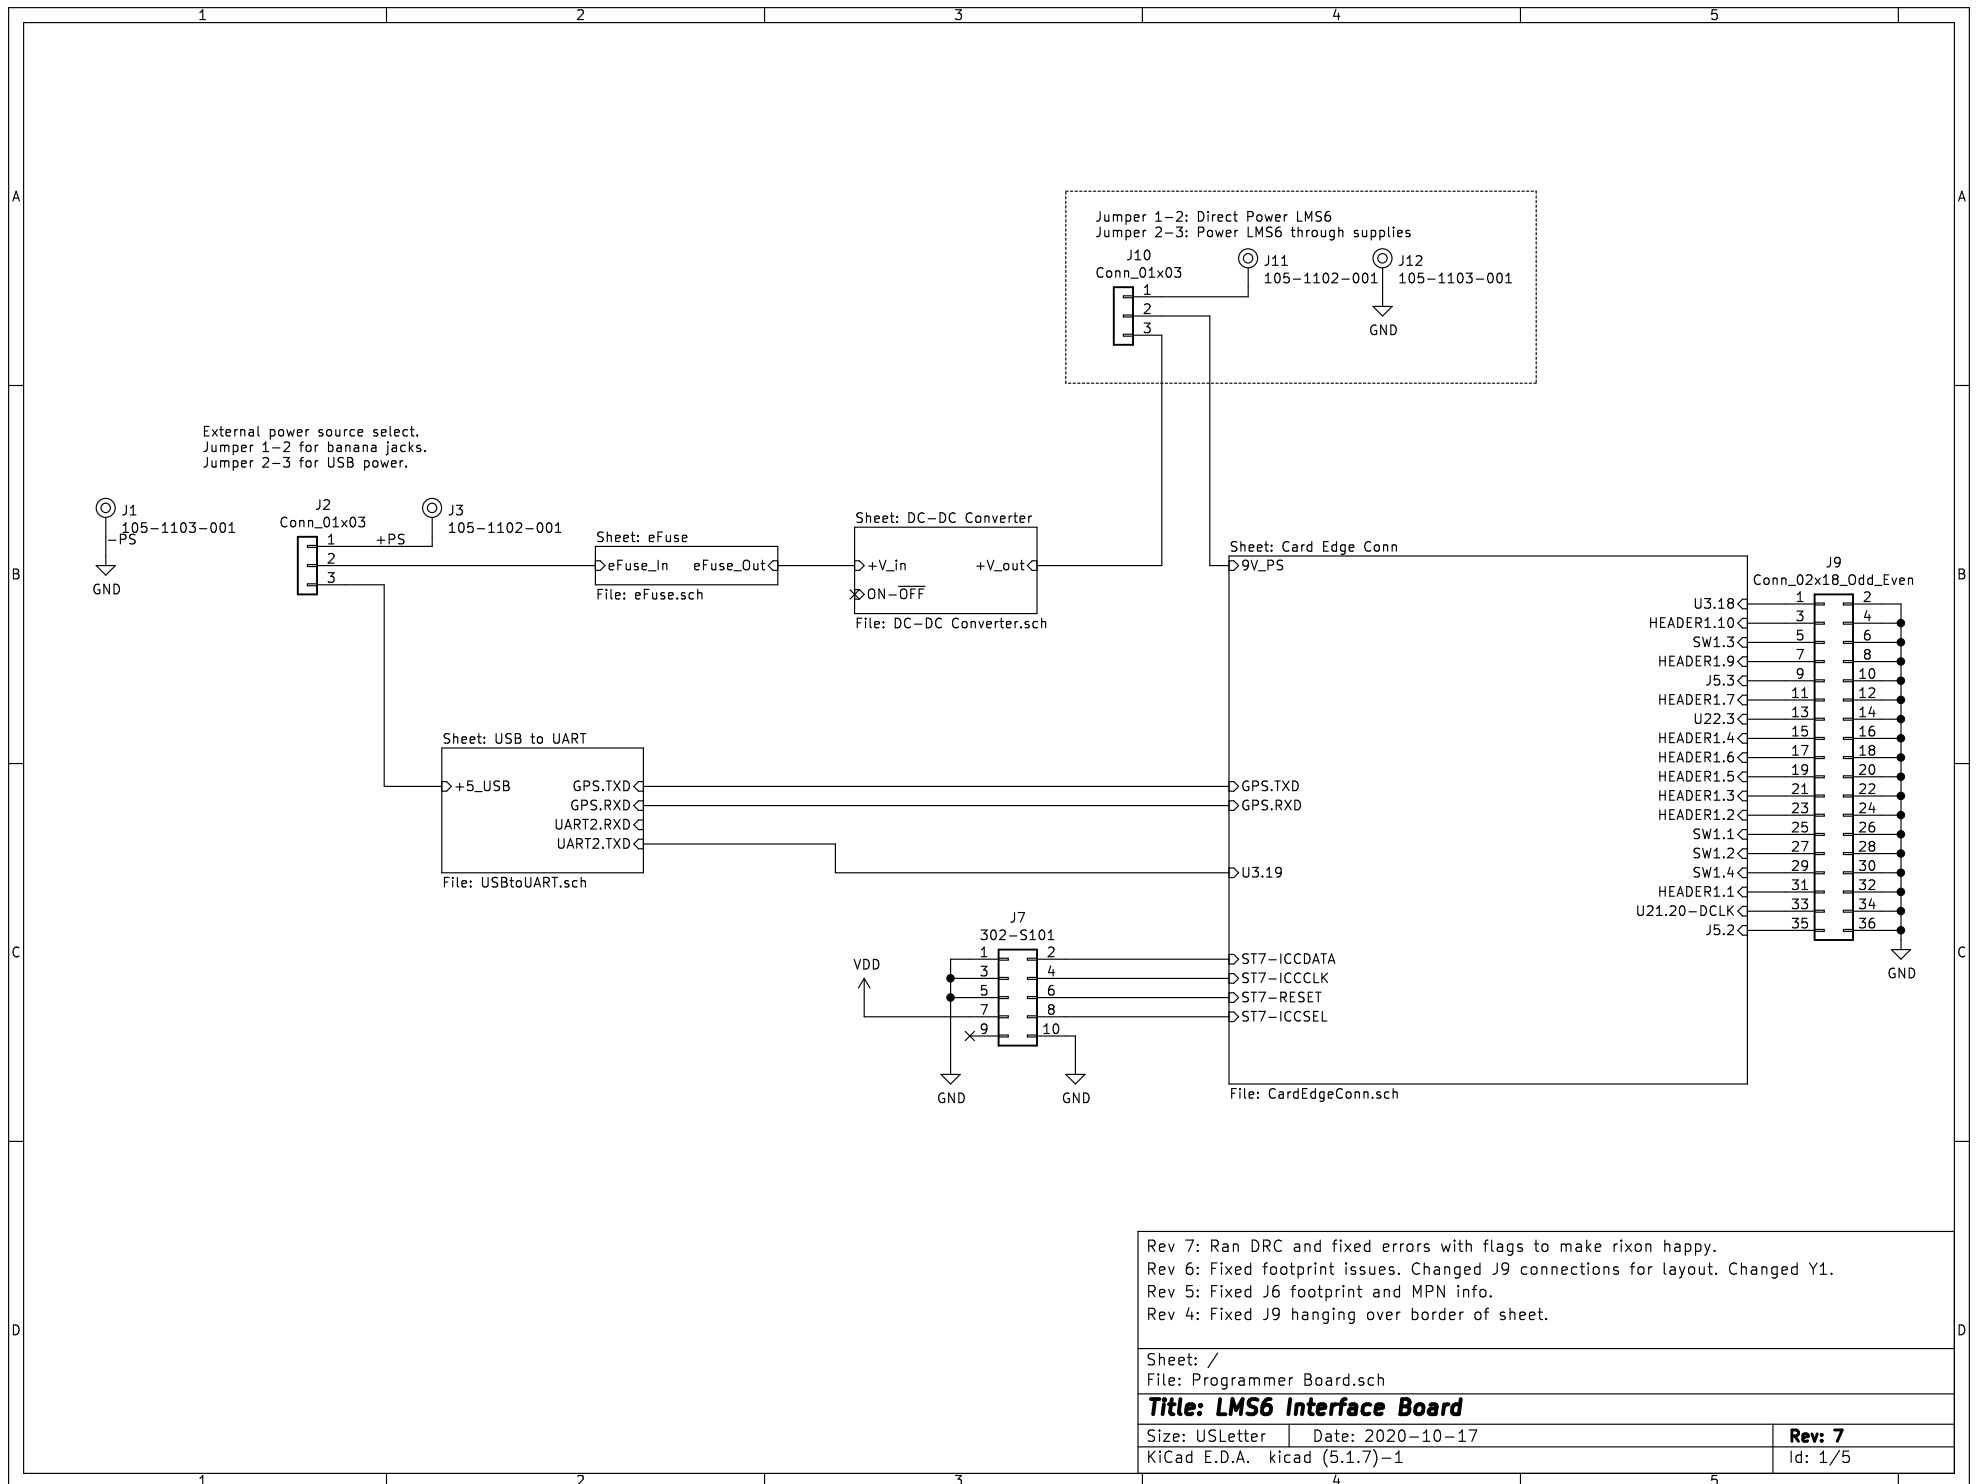 1 2 3 4 5
A A
Jumper 1-2: Direct Power LMS6
Jumper 2-3: Power LMS6 through supplies
J10
Conn_01x03
1
2
3
J11
105-1102-001
J12
105-1103-001
GND
External power source select.
Jumper 1-2 for banana jacks.
Jumper 2-3 for USB power.
J1
105-1103-001
-PS
GND
J2
Conn_01x03
1
2
3
+PS
J3
105-1102-001
B B
Sheet: eFuse
eFuse_In eFuse_Out
File: eFuse.sch
Sheet: DC-DC Converter
+V_in +V_out
ON-OFF
File: DC-DC Converter.sch
Sheet: USB to UART
+5_USB GPS.TXD
GPS.RXD
UART2.RXD
UART2.TXD
File: USBtoUART.sch
Sheet: Card Edge Conn
9V_PS
GPS.TXD
GPS.RXD
U3.19
ST7-ICCDATA
ST7-ICCCLK
ST7-RESET
ST7-ICCSEL
File: CardEdgeConn.sch
J9
Conn_02x18_Odd_Even
U3.18 1 2
HEADER1.10 3 4
SW1.3 5 6
HEADER1.9 7 8
J5.3 9 10
HEADER1.7 11 12
U22.3 13 14
HEADER1.4 15 16
HEADER1.6 17 18
HEADER1.5 19 20
HEADER1.3 21 22
HEADER1.2 23 24
SW1.1 25 26
SW1.2 27 28
SW1.4 29 30
HEADER1.1 31 32
U21.20-DCLK 33 34
J5.2 35 36
GND
C C
J7
302-S101
VDD
1 2
3 4
5 6
7 8
9 10
GND GND
D D
Rev 7: Ran DRC and fixed errors with flags to make rixon happy.
Rev 6: Fixed footprint issues. Changed J9 connections for layout. Changed Y1.
Rev 5: Fixed J6 footprint and MPN info.
Rev 4: Fixed J9 hanging over border of sheet.
Sheet: /
File: Programmer Board.sch
Title: LMS6 Interface Board
Size: USLetter Date: 2020-10-17 Rev: 7
KiCad E.D.A. kicad (5.1.7)-1 Id: 1/5
1 2 3 4 5